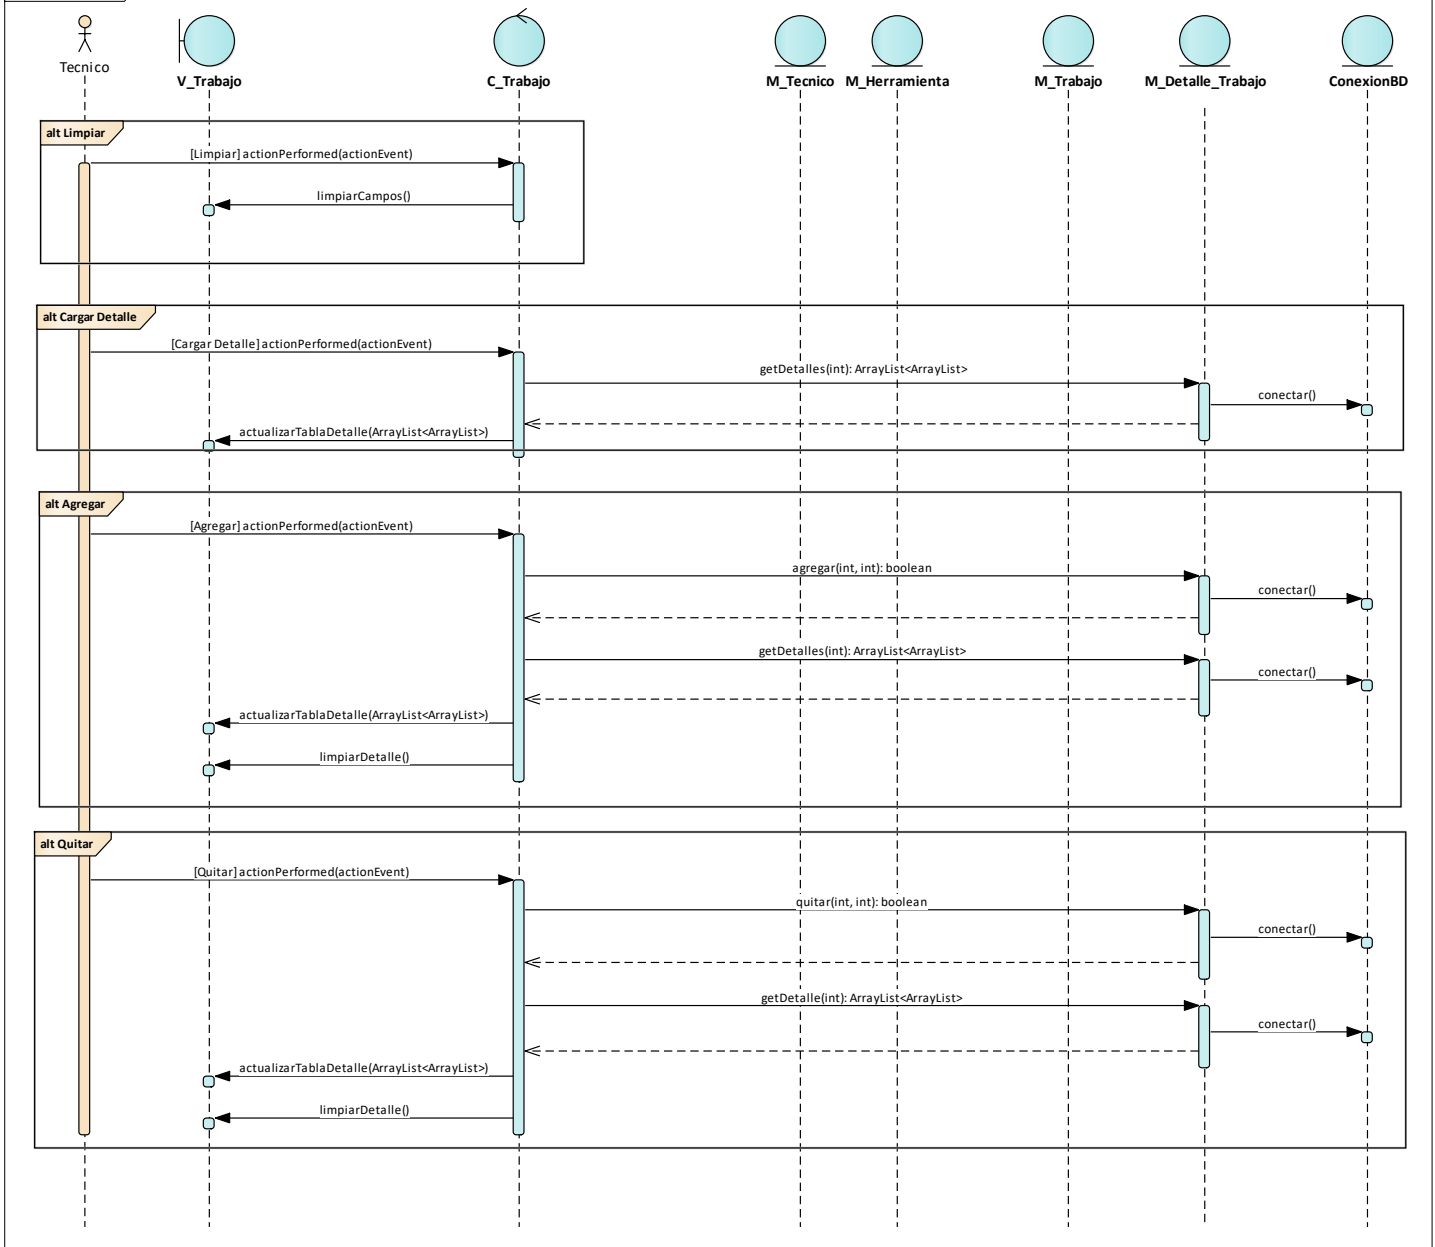 Tecnico
V_Trabajo
C_Trabajo
M_Tecnico
M_Herramienta
M_Trabajo
M_Detalle_Trabajo
ConexionBD
alt Limpiar
[Limpiar] actionPerformed(actionEvent)
limpiarCampos()
alt Cargar Detalle
[Cargar Detalle] actionPerformed(actionEvent)
getDetalles(int): ArrayList<ArrayList>
conectar()
actualizarTablaDetalle(ArrayList<ArrayList>)
alt Agregar
[Agregar] actionPerformed(actionEvent)
agregar(int, int): boolean
conectar()
getDetalles(int): ArrayList<ArrayList>
conectar()
actualizarTablaDetalle(ArrayList<ArrayList>)
limpiarDetalle()
alt Quitar
[Quitar] actionPerformed(actionEvent)
quitar(int, int): boolean
conectar()
getDetalle(int): ArrayList<ArrayList>
conectar()
actualizarTablaDetalle(ArrayList<ArrayList>)
limpiarDetalle()